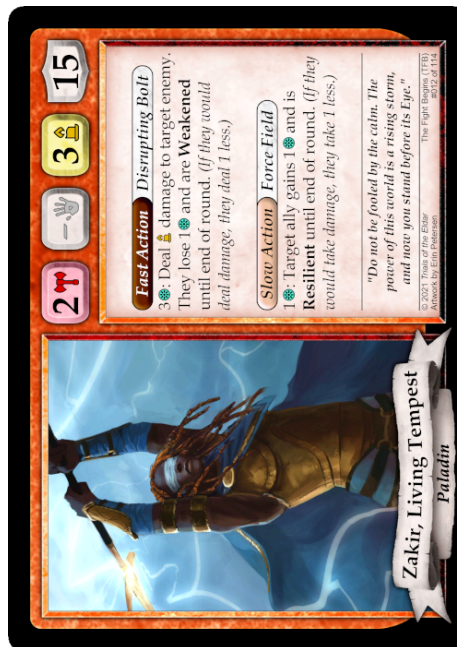 2
–
3
15
Fast Action Disrupting Bolt
3 : Deal damage to target enemy.
They lose 1 and are Weakened
until end of round. (If they would
deal damage, they deal 1 less.)
Slow Action Force Field
1 : Target ally gains 1 and is
Resilient until end of round. (If they
would take damage, they take 1 less.)
"Do not be fooled by the calm. The
power of this world is a rising storm,
and now you stand before its Eye."
© 2021 Trials of the Eldar
Artwork by Erin Petersen
The Fight Begins (TFB)
#012 of 114
Zakir, Living Tempest
Paladin